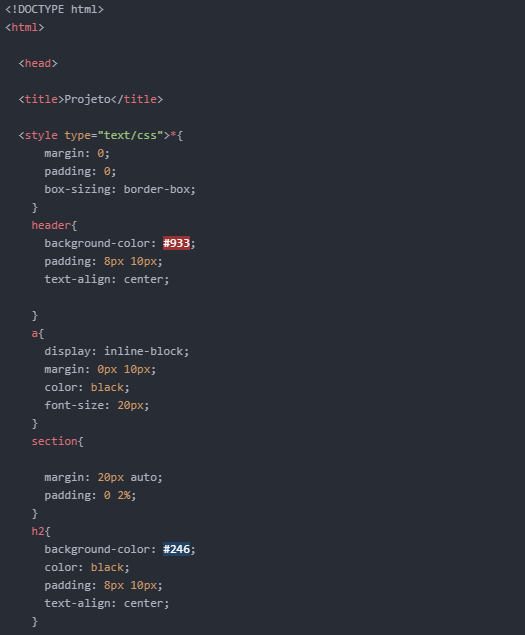 <!DOCTYPE html>
<html>
<head>
<title>Projeto</title>
<style type="text/css">*{
margin: 0;
padding: 0;
box-sizing: border-box;
}
header{
background-color: #933;
padding: 8px 10px;
text-align: center;
}
a{
display: inline-block;
margin: 0px 10px;
color: black;
font-size: 20px;
}
section{
margin: 20px auto;
padding: 0 2%;
}
h2{
background-color: #246;
color: black;
padding: 8px 10px;
text-align: center;
}